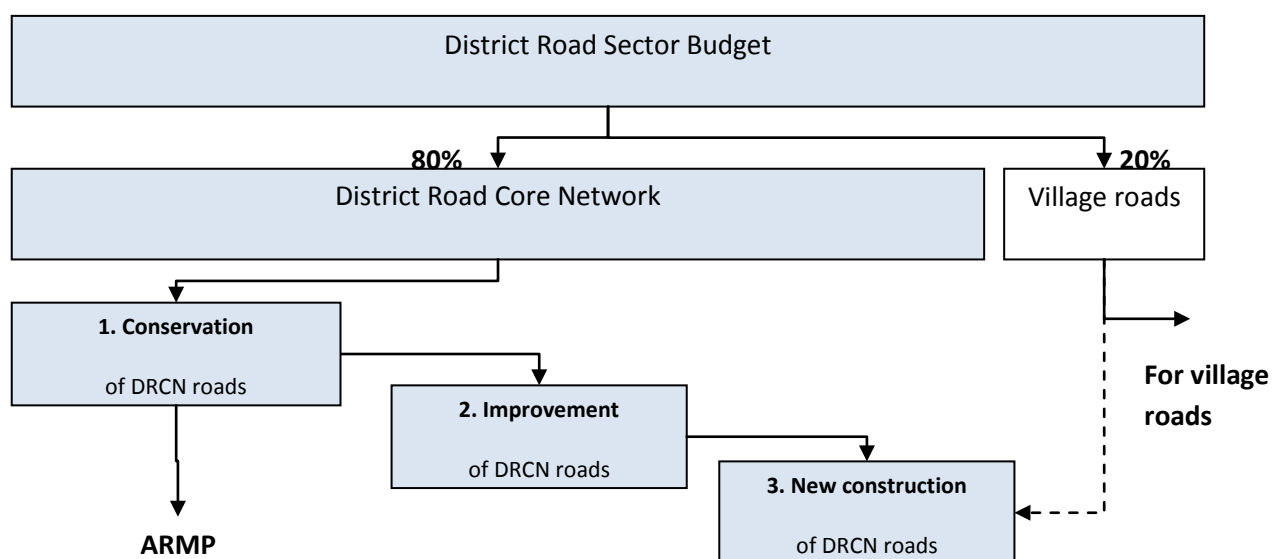 District Road Sector Budget
80%
20%
District Road Core Network
Village roads
1. Conservation
of DRCN roads
For village
roads
2. Improvement
of DRCN roads
3. New construction
of DRCN roads
ARMP